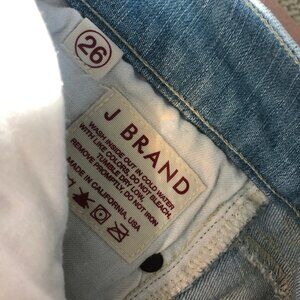 26
J BRAND
WASH INSIDE OUT IN COLD WATER
WITH LIKE COLORS, DO NOT BLEACH,
TUMBLE DRY LOW,
REMOVE PROMPTLY, DO NOT IRON
MADE IN CALIFORNIA, USA